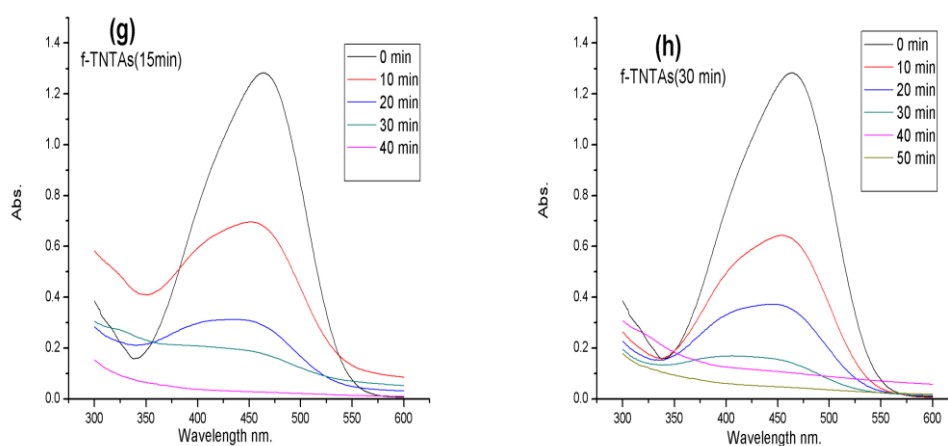 (g)
f-TNTAs(15min)
0 min
10 min
20 min
30 min
40 min
1.4
1.2
1.0
0.8
0.6
0.4
0.2
0.0
Abs.
300 350 400 450 500 550 600
Wavelength nm.
(h)
f-TNTAs(30 min)
0 min
10 min
20 min
30 min
40 min
50 min
1.4
1.2
1.0
0.8
0.6
0.4
0.2
0.0
Abs.
300 350 400 450 500 550 600
Wavelength nm.